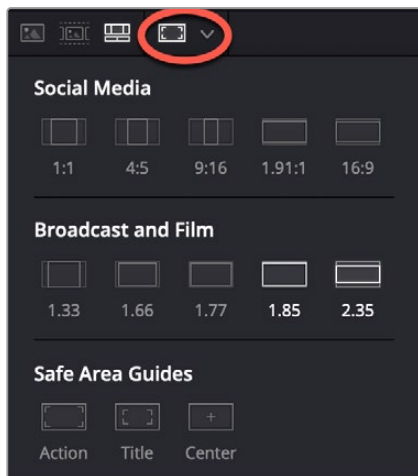 Social Media
1:1 4:5 9:16 1.91:1 16:9
Broadcast and Film
1.33 1.66 1.77 1.85 2.35
Safe Area Guides
Action Title Center